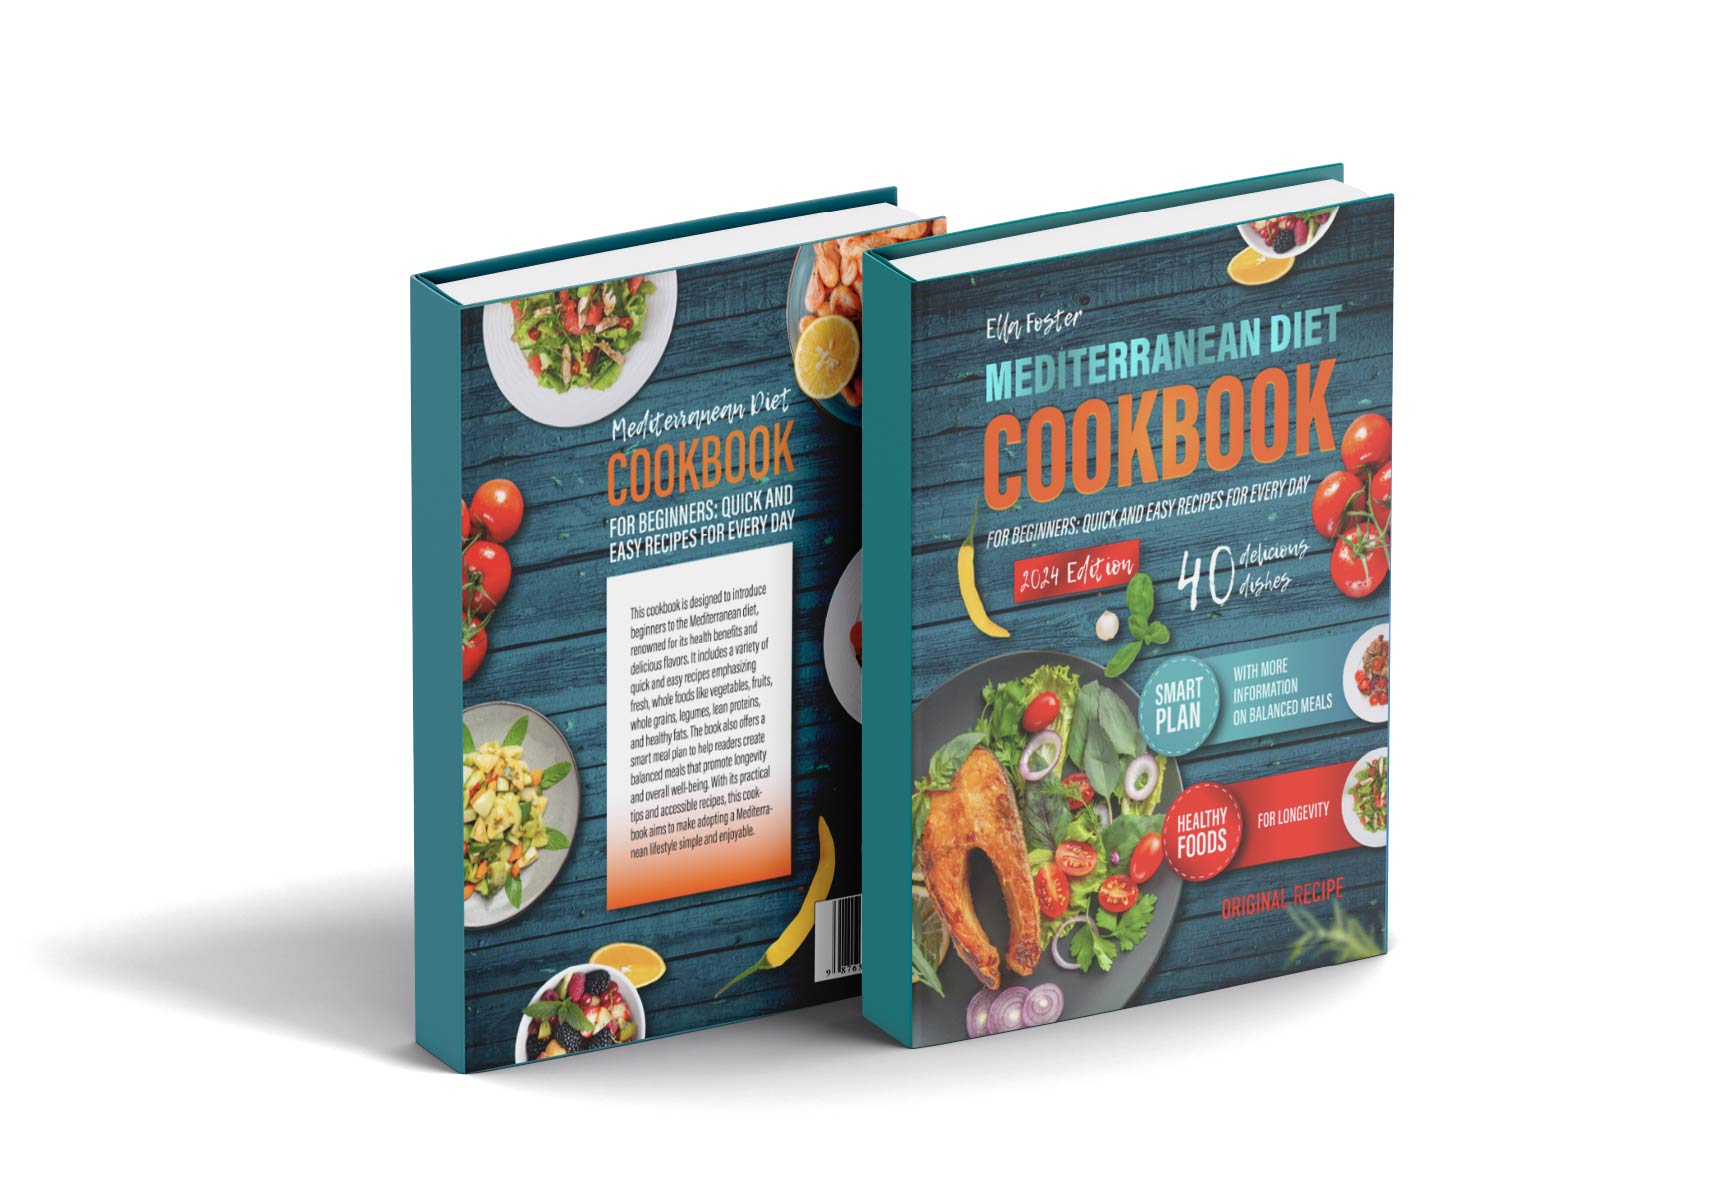 Mediterranean Diet
COOKBOOK
FOR BEGINNERS: QUICK AND
EASY RECIPES FOR EVERY DAY
This cookbook is designed to introduce
beginners to the Mediterranean diet,
renowned for its health benefits and
delicious flavors. It includes a variety of
quick and easy recipes emphasizing
fresh, whole foods like vegetables, fruits,
whole grains, legumes, lean proteins,
and healthy fats. The book also offers a
smart meal plan to help readers create
balanced meals that promote longevity
and overall well-being. With its practical
tips and accessible recipes, this cook-
book aims to make adopting a Mediterra-
nean lifestyle simple and enjoyable.
9 8765
Ella Foster
MEDITERRANEAN DIET
COOKBOOK
FOR BEGINNERS: QUICK AND EASY RECIPES FOR EVERY DAY
2024 Edition
40 delicious
dishes
SMART
PLAN
WITH MORE
INFORMATION
ON BALANCED MEALS
HEALTHY
FOODS
FOR LONGEVITY
ORIGINAL RECIPE